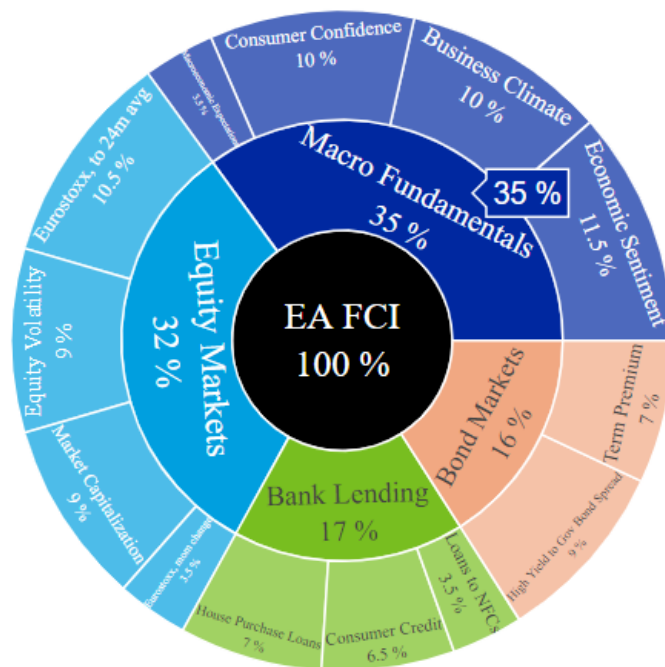 EA FCI
100 %
Macro Fundamentals
35 %
35 %
Macroeconomic Expectations
3.5 %
Consumer Confidence
10 %
Business Climate
10 %
Economic Sentiment
11.5 %
Bond Markets
16 %
Term Premium
7 %
High Yield to Gov Bond Spread
9 %
Bank Lending
17 %
Loans to NFCs
3.5 %
Consumer Credit
6.5 %
House Purchase Loans
7 %
Equity Markets
32 %
Eurostoxx, mom change
3.5 %
Market Capitalization
9 %
Equity Volatility
9 %
Eurostoxx, to 24m avg
10.5 %